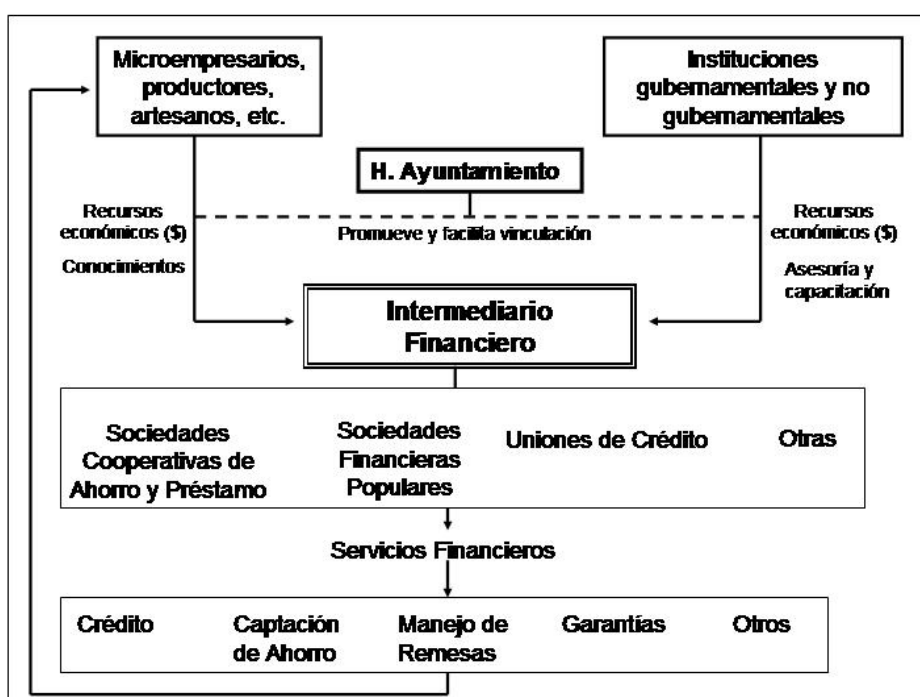 Microempresarios,
productores,
artesanos, etc.
Instituciones
gubernamentales y no
gubernamentales
H. Ayuntamiento
Recursos
económicos ($)
Conocimientos
Promueve y facilita vinculación
Recursos
económicos ($)
Asesoría y
capacitación
Intermediario
Financiero
Sociedades
Cooperativas de
Ahorro y Préstamo
Sociedades
Financieras
Populares
Uniones de Crédito
Otras
Servicios Financieros
Crédito
Captación
de Ahorro
Manejo de
Remesas
Garantías
Otros